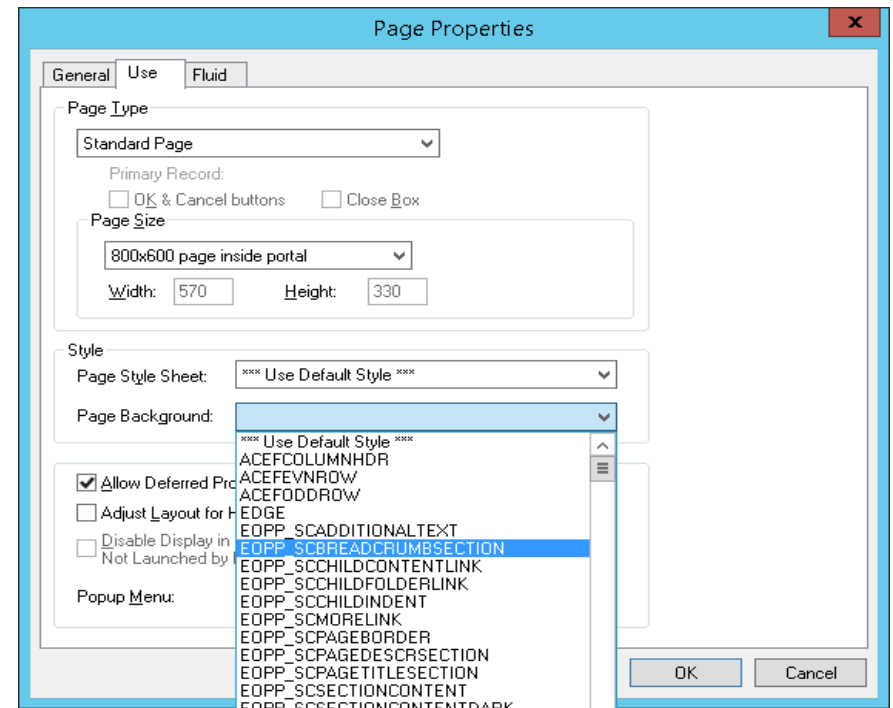 Page Properties
x
General Use Fluid
Page Type
Standard Page
Primary Record:
OK & Cancel buttons Close Box
Page Size
800x600 page inside portal
Width: 570 Height: 330
Style
Page Style Sheet: *** Use Default Style ***
Page Background:
*** Use Default Style ***
ACEFCOLUMNHDR
Allow Deferred Pro ACEFEVNROW
ACEFODDROW
Adjust Layout for H EDGE
EOPP_SCADDITIONALTEXT
Disable Display in EOPP_SCBREADCRUMBSECTION
Not Launched by EOPP_SCCHILDCONTENTLINK
EOPP_SCCHILDFOLDERLINK
Popup Menu: EOPP_SCCHILDINDENT
EOPP_SCMORELINK
EOPP_SCPAGEBORDER
EOPP_SCPAGEDESCRSECTION
EOPP_SCPAGETITLESECTION
OK Cancel
EOPP_SCSECTIONCONTENT
EOPP_SCSECTIONCONTENTDARK